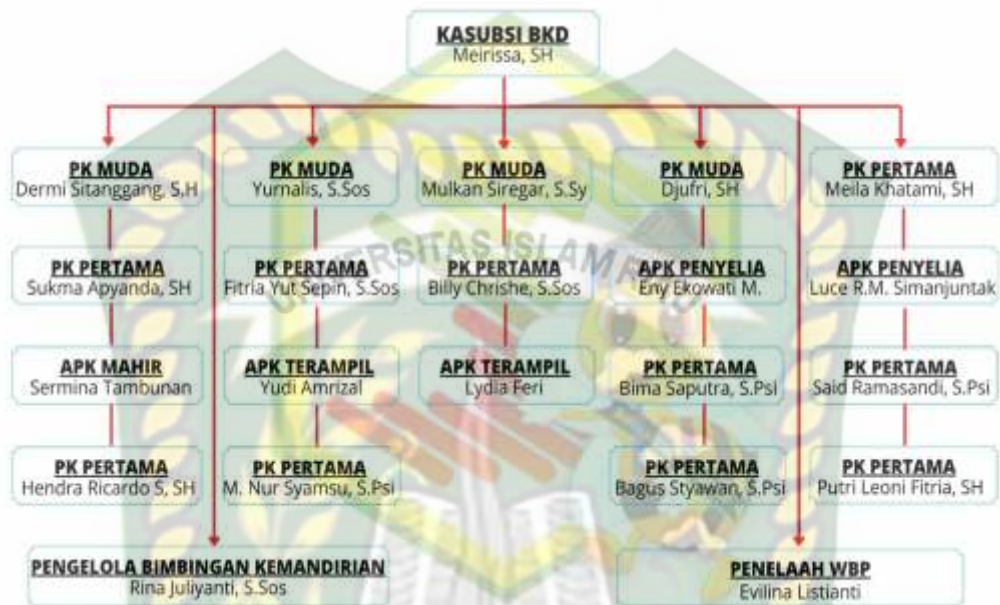 KASUBSI BKD
Meirissa, SH
PK MUDA
Dermi Sitanggang, S,H
PK MUDA
Yurnalis, S.Sos
PK MUDA
Mulkan Siregar, S.Sy
PK MUDA
Djufri, SH
PK PERTAMA
Meila Khatami, SH
PK PERTAMA
Sukma Apyanda, SH
PK PERTAMA
Fitria Yut Sepin, S.Sos
PK PERTAMA
Billy Chrishe, S.Sos
APK PENYELIA
Eny Ekowati M.
APK PENYELIA
Luce R.M. Simanjuntak
APK MAHIR
Sermina Tambunan
APK TERAMPIL
Yudi Amrizal
APK TERAMPIL
Lydia Feri
PK PERTAMA
Bima Saputra, S.Psi
PK PERTAMA
Said Ramasandi, S.Psi
PK PERTAMA
Hendra Ricardo S, SH
PK PERTAMA
M. Nur Syamsu, S.Psi
PK PERTAMA
Bagus Styawan, S.Psi
PK PERTAMA
Putri Leoni Fitria, SH
PENGELOLA BIMBINGAN KEMANDIRIAN
Rina Juliyanti, S.Sos
PENELAAH WBP
Evilina Listianti
ISLAM